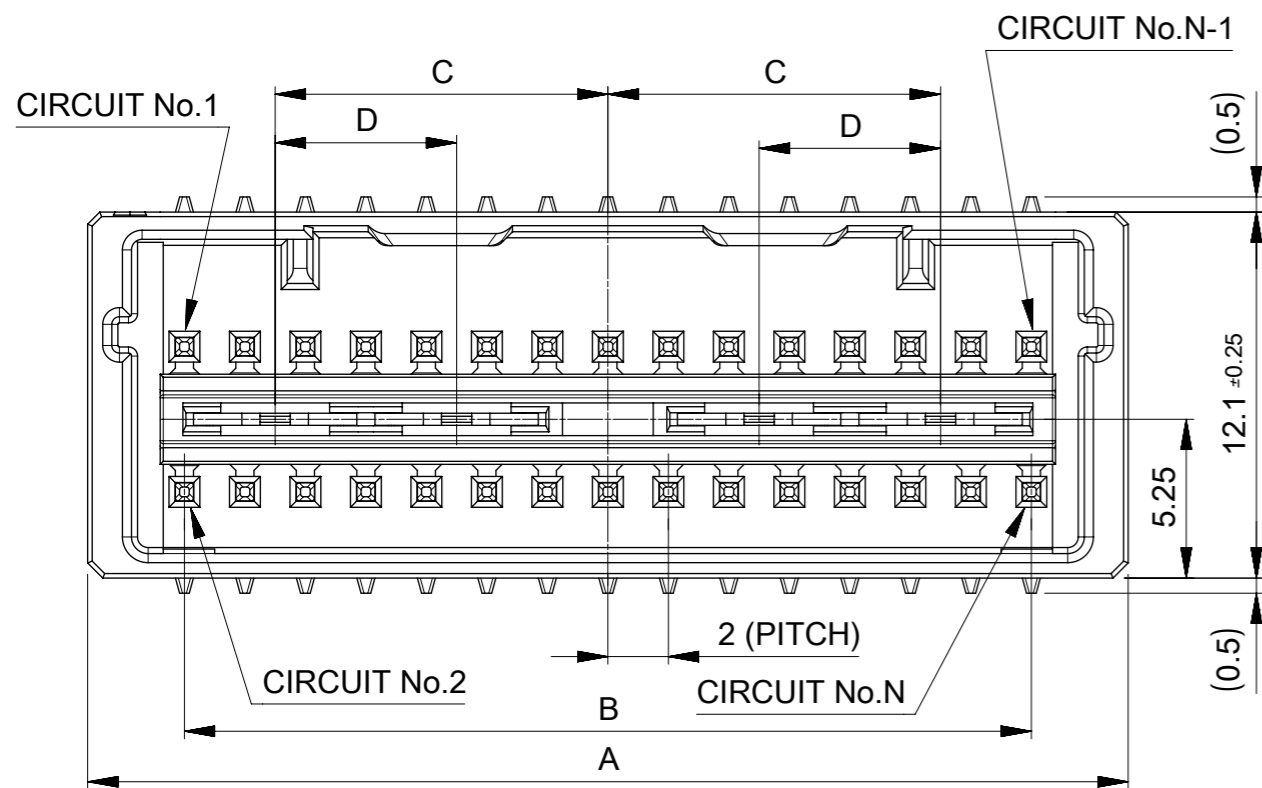 CIRCUIT No.N-1
C
C
CIRCUIT No.1
D
D
(0.5)
12.1 ±0.25
5.25
2 (PITCH)
(0.5)
CIRCUIT No.2
CIRCUIT No.N
B
A